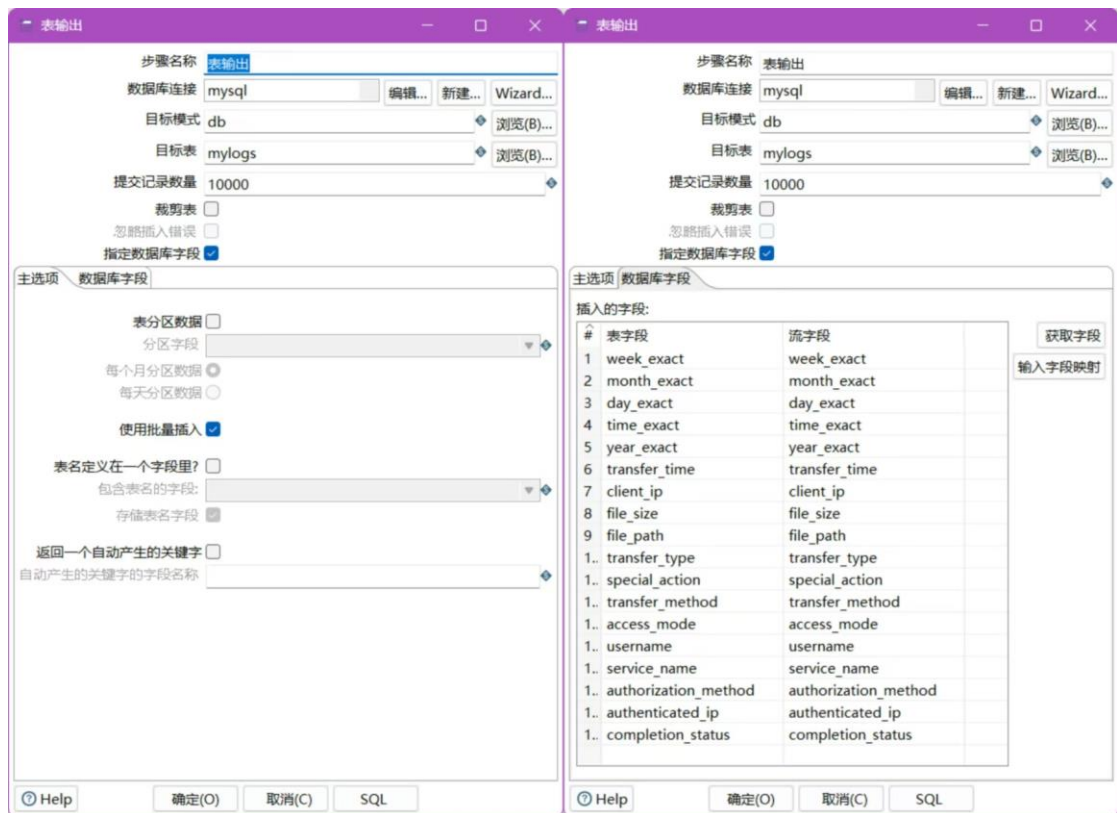 表输出
步骤名称 表输出
数据库连接 mysql 编辑... 新建... Wizard...
目标模式 db 浏览(B)...
目标表 mylogs 浏览(B)...
提交记录数量 10000
裁剪表
忽略插入错误
指定数据库字段
主选项 数据库字段
表分区数据
分区字段
每个月分区数据
每天分区数据
使用批量插入
表名定义在一个字段里?
包含表名的字段:
存储表名字段
返回一个自动产生的关键字
自动产生的关键字的字段名称
Help 确定(O) 取消(C) SQL
表输出
步骤名称 表输出
数据库连接 mysql 编辑... 新建... Wizard...
目标模式 db 浏览(B)...
目标表 mylogs 浏览(B)...
提交记录数量 10000
裁剪表
忽略插入错误
指定数据库字段
主选项 数据库字段
插入的字段:
# 表字段 流字段 获取字段
1 week_exact week_exact 输入字段映射
2 month_exact month_exact
3 day_exact day_exact
4 time_exact time_exact
5 year_exact year_exact
6 transfer_time transfer_time
7 client_ip client_ip
8 file_size file_size
9 file_path file_path
1.. transfer_type transfer_type
1.. special_action special_action
1.. transfer_method transfer_method
1.. access_mode access_mode
1.. username username
1.. service_name service_name
1.. authorization_method authorization_method
1.. authenticated_ip authenticated_ip
1.. completion_status completion_status
Help 确定(O) 取消(C) SQL